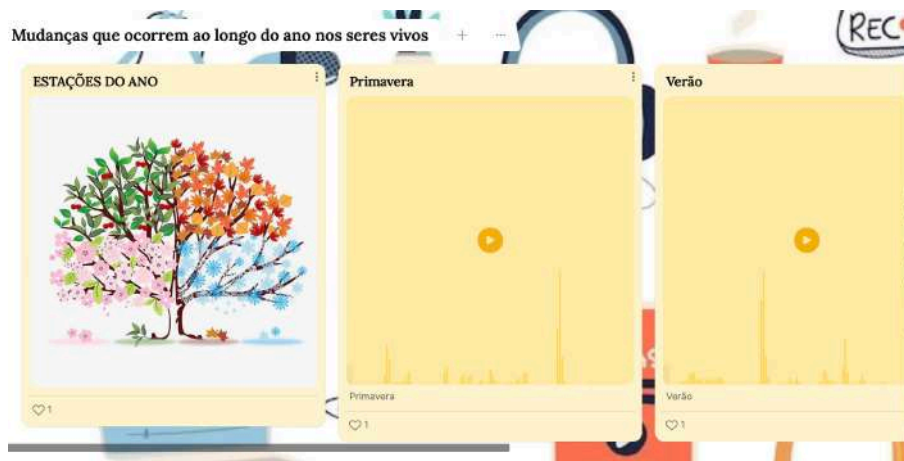 Mudanças que ocorrem ao longo do ano nos seres vivos
REC
ESTAÇÕES DO ANO
1
Primavera
Primavera
1
Verão
Verão
1